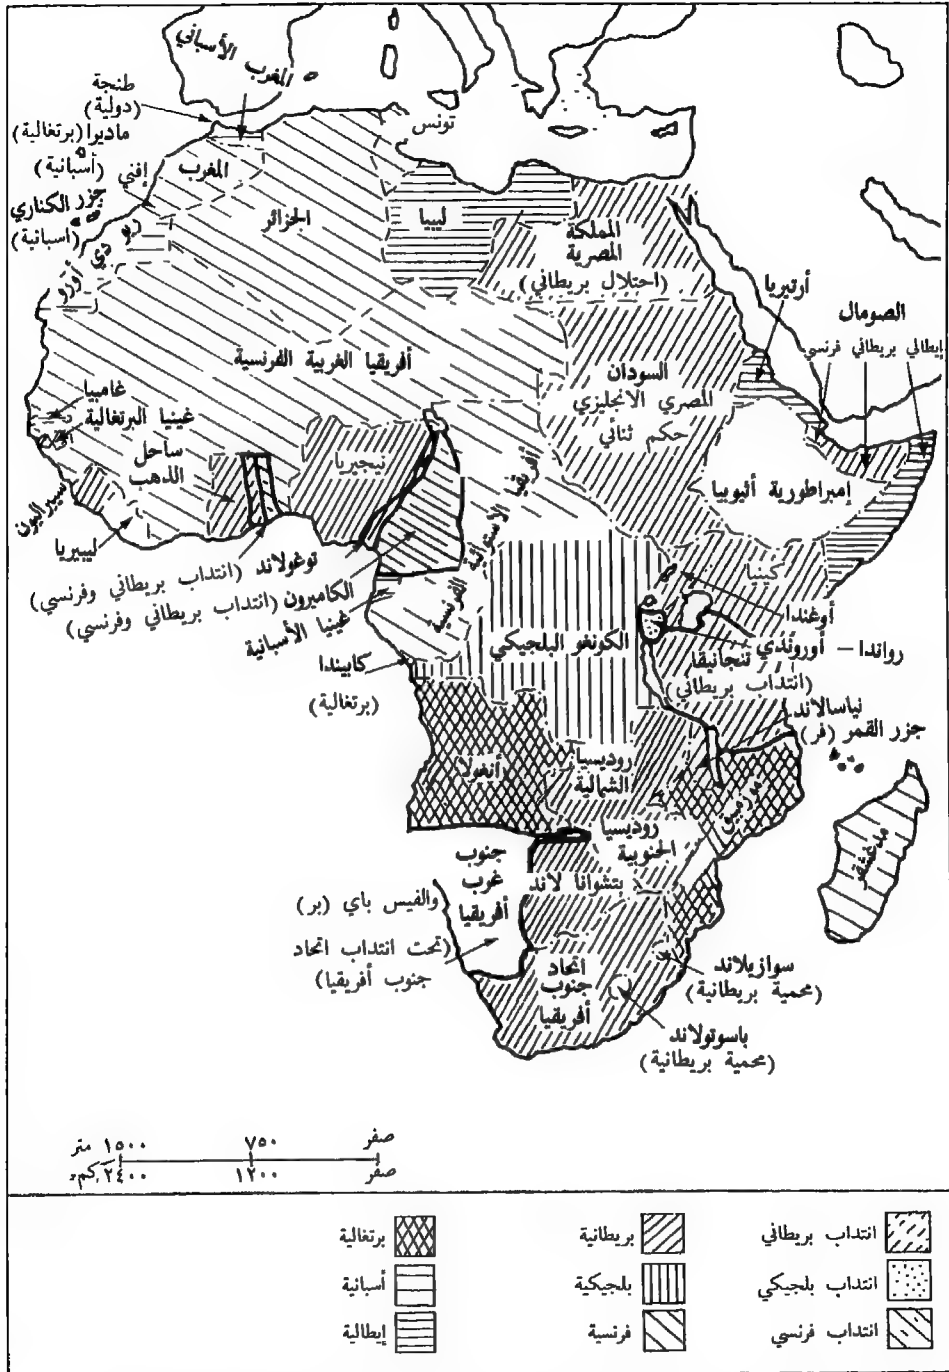 المغرب الأسباني
طنجة
(دولية)
ماديرا (برتغالية)
إفني (أسبانية)
جزر الكناري
(اسبانية)
ريو دي أورو
المغرب
الجزائر
تونس
ليبيا
المملكة
المصرية
(احتلال بريطاني)
أرتيريا
الصومال
إيطالي بريطاني فرنسي
أفريقيا الغربية الفرنسية
السودان
المصري الانجليزي
حكم ثنائي
غامبيا
غينيا البرتغالية
ساحل
الذهب
نيجيريا
سيراليون
ليبيريا
توغولاند (انتداب بريطاني وفرنسي)
الكاميرون (انتداب بريطاني وفرنسي)
غينيا الأسبانية
أفريقيا الأستوائية الفرنسية
إمبراطورية أثيوبيا
كينيا
أوغندا
رواندا - أوروندي
تنجانيقا
(انتداب بريطاني)
الكونغو البلجيكي
كابيندا
(برتغالية)
نياسالاند
جزر القمر (فر)
أنغولا
روديسيا
الشمالية
روديسيا
الجنوبية
مدغشقر
جنوب
غرب
أفريقيا
بتشوانا لاند
والفيس باي (بر)
(تحت انتداب اتحاد
جنوب أفريقيا)
اتحاد
جنوب
أفريقيا
سوازيلاند
(محمية بريطانية)
باسوتولاند
(محمية بريطانية)
صفر ٧٥٠ ١٥٠٠ متر
صفر ١٢٠٠ ٢٤٠٠ كم
انتداب بريطاني
انتداب بلجيكي
انتداب فرنسي
بريطانية
بلجيكية
فرنسية
برتغالية
أسبانية
إيطالية